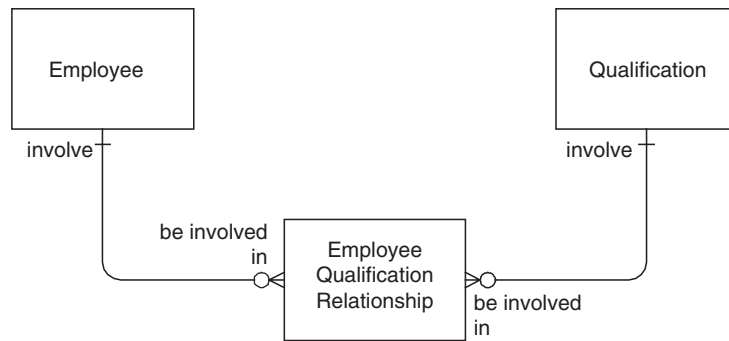 Employee
Qualification
involve
involve
be involved
in
Employee
Qualification
Relationship
be involved
in